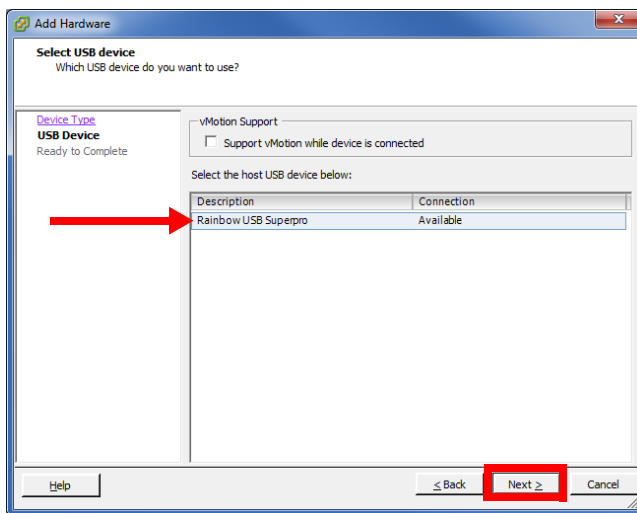 Add Hardware
Select USB device
Which USB device do you want to use?
Device Type
USB Device
Ready to Complete
vMotion Support
Support vMotion while device is connected
Select the host USB device below:
Description Connection
Rainbow USB Superpro Available
Help
< Back Next > Cancel